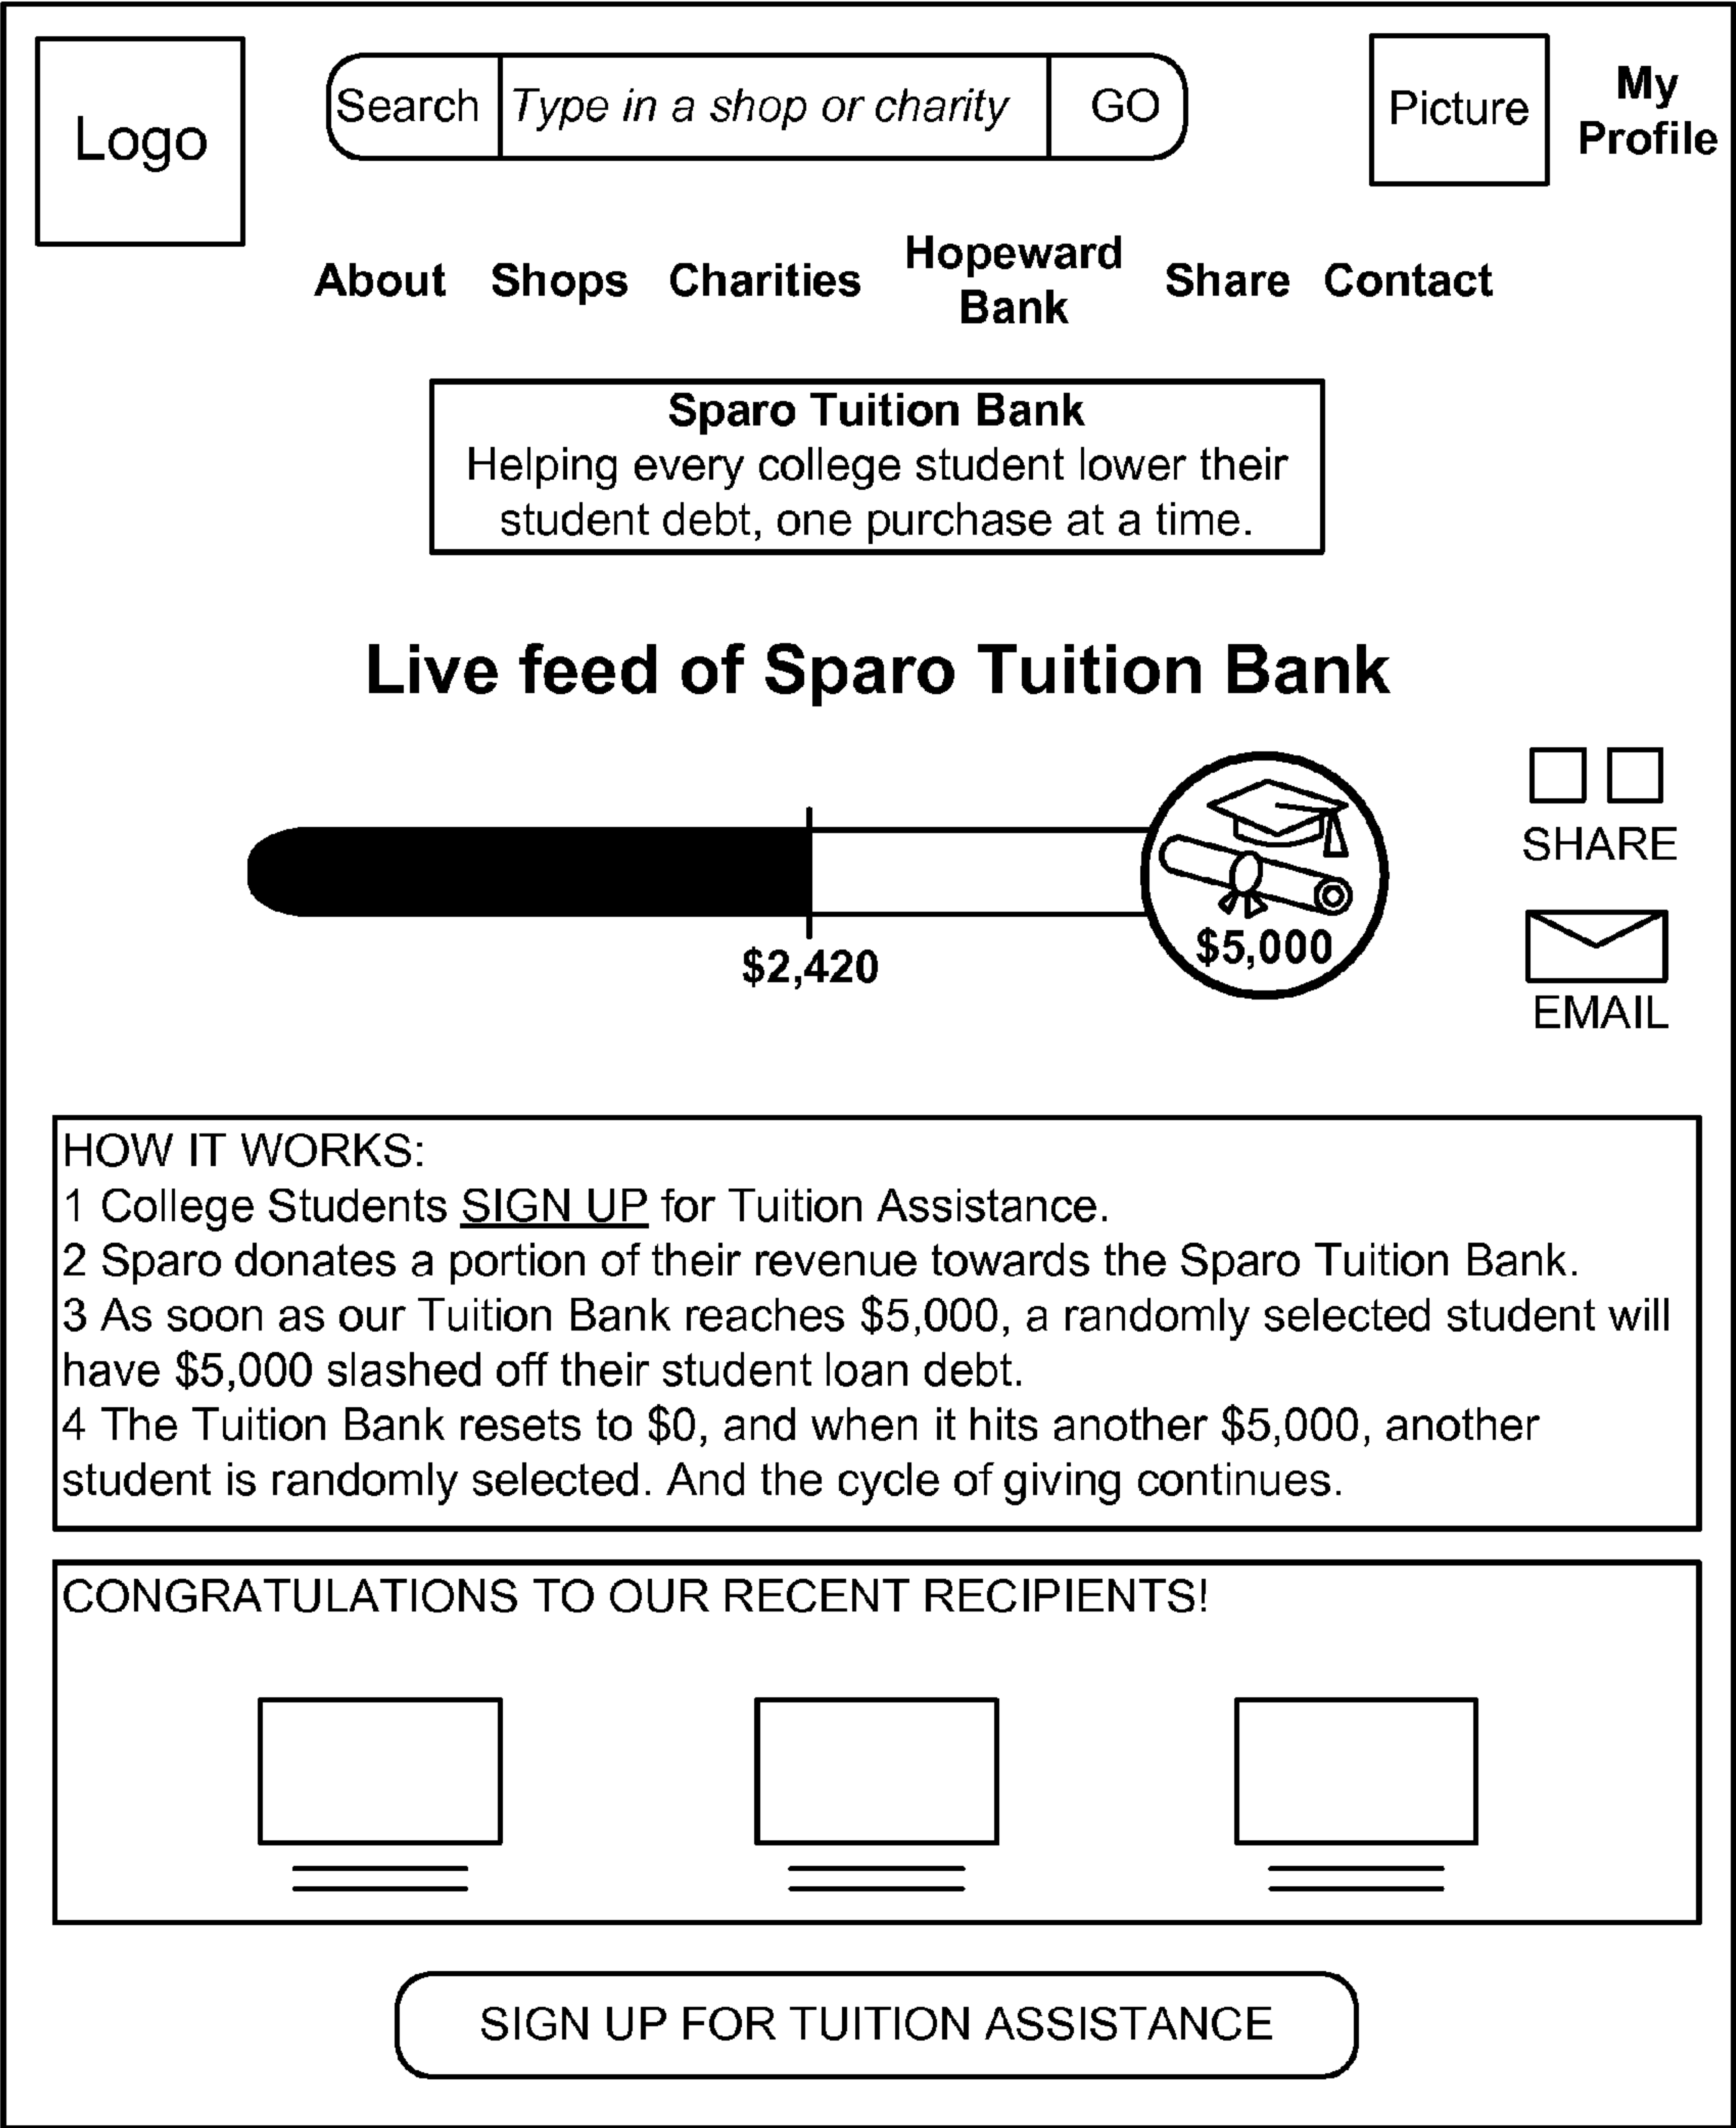 Logo
Search Type in a shop or charity GO
Picture
My
Profile
About Shops Charities Hopeward Bank Share Contact
Sparo Tuition Bank
Helping every college student lower their
student debt, one purchase at a time.
Live feed of Sparo Tuition Bank
$2,420
$5,000
SHARE
EMAIL
HOW IT WORKS:
1 College Students SIGN UP for Tuition Assistance.
2 Sparo donates a portion of their revenue towards the Sparo Tuition Bank.
3 As soon as our Tuition Bank reaches $5,000, a randomly selected student will
have $5,000 slashed off their student loan debt.
4 The Tuition Bank resets to $0, and when it hits another $5,000, another
student is randomly selected. And the cycle of giving continues.
CONGRATULATIONS TO OUR RECENT RECIPIENTS!
SIGN UP FOR TUITION ASSISTANCE